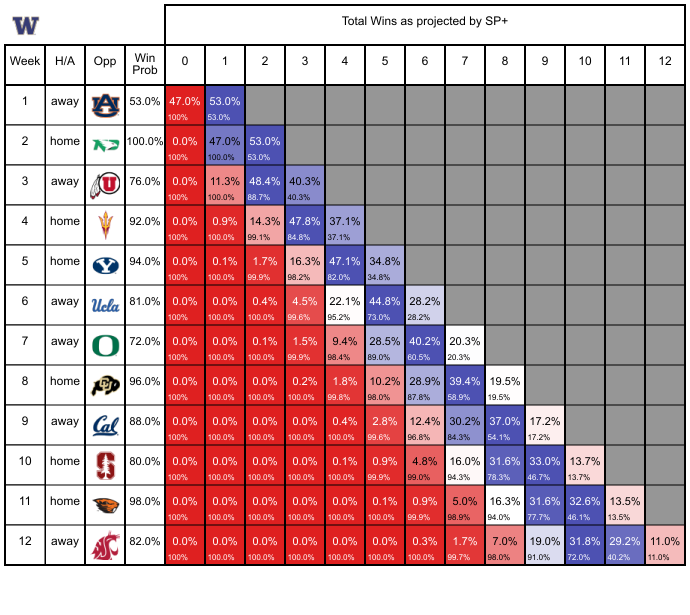 W
Total Wins as projected by SP+
Week H/A Opp Win Prob 0 1 2 3 4 5 6 7 8 9 10 11 12
1 away AU 53.0% 47.0% 53.0%
100% 53.0%
2 home 100.0% 0.0% 47.0% 53.0%
100% 100.0% 53.0%
3 away U 76.0% 0.0% 11.3% 48.4% 40.3%
100% 100.0% 88.7% 40.3%
4 home 92.0% 0.0% 0.9% 14.3% 47.8% 37.1%
100% 100.0% 99.1% 84.8% 37.1%
5 home Y 94.0% 0.0% 0.1% 1.7% 16.3% 47.1% 34.8%
100% 100.0% 99.9% 98.2% 82.0% 34.8%
6 away Ucla 81.0% 0.0% 0.0% 0.4% 4.5% 22.1% 44.8% 28.2%
100% 100.0% 100.0% 99.6% 95.2% 73.0% 28.2%
7 away O 72.0% 0.0% 0.0% 0.1% 1.5% 9.4% 28.5% 40.2% 20.3%
100% 100.0% 100.0% 99.9% 98.4% 89.0% 60.5% 20.3%
8 home CU 96.0% 0.0% 0.0% 0.0% 0.2% 1.8% 10.2% 28.9% 39.4% 19.5%
100% 100.0% 100.0% 100.0% 99.8% 98.0% 87.8% 58.9% 19.5%
9 away Cal 88.0% 0.0% 0.0% 0.0% 0.0% 0.4% 2.8% 12.4% 30.2% 37.0% 17.2%
100% 100.0% 100.0% 100.0% 100.0% 99.6% 96.8% 84.3% 54.1% 17.2%
10 home S 80.0% 0.0% 0.0% 0.0% 0.0% 0.1% 0.9% 4.8% 16.0% 31.6% 33.0% 13.7%
100% 100.0% 100.0% 100.0% 100.0% 99.9% 99.0% 94.3% 78.3% 46.7% 13.7%
11 home 98.0% 0.0% 0.0% 0.0% 0.0% 0.0% 0.1% 0.9% 5.0% 16.3% 31.6% 32.6% 13.5%
100% 100.0% 100.0% 100.0% 100.0% 100.0% 99.9% 98.9% 94.0% 77.7% 46.1% 13.5%
12 away 82.0% 0.0% 0.0% 0.0% 0.0% 0.0% 0.0% 0.3% 1.7% 7.0% 19.0% 31.8% 29.2% 11.0%
100% 100.0% 100.0% 100.0% 100.0% 100.0% 100.0% 99.7% 98.0% 91.0% 72.0% 40.2% 11.0%